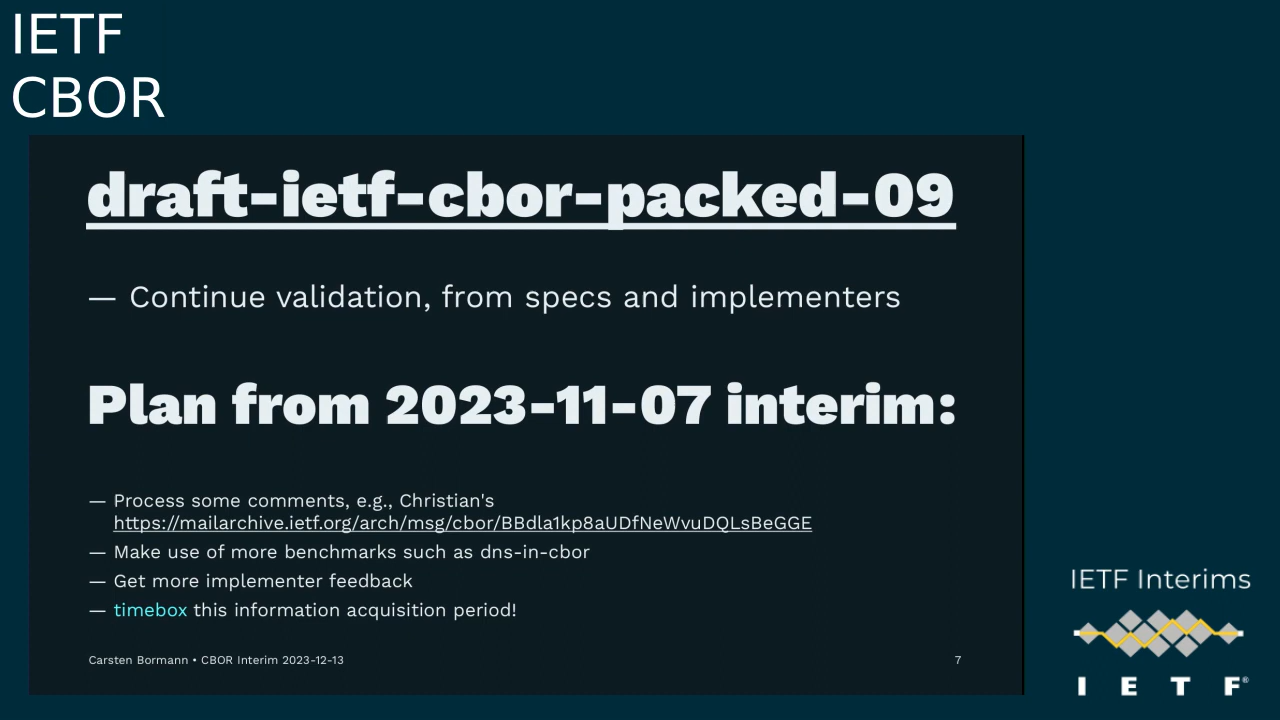 IETF
CBOR
draft-ietf-cbor-packed-09
— Continue validation, from specs and implementers
Plan from 2023-11-07 interim:
— Process some comments, e.g., Christian's
https://mailarchive.ietf.org/arch/msg/cbor/BBdla1kp8aUDfNeWvuDQLsBeGGE
— Make use of more benchmarks such as dns-in-cbor
— Get more implementer feedback
— timebox this information acquisition period!
Carsten Bormann • CBOR Interim 2023-12-13
7
IETF Interims
I E T F®